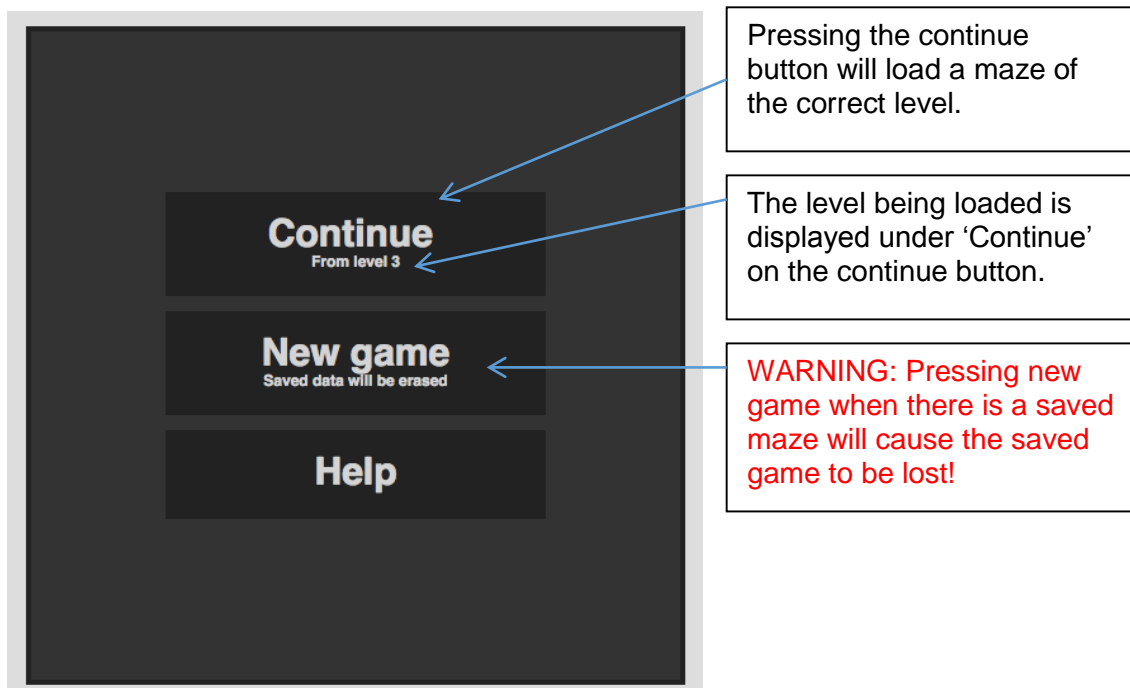 Continue
From level 3
New game
Saved data will be erased
Help
Pressing the continue
button will load a maze of
the correct level.
The level being loaded is
displayed under ‘Continue’
on the continue button.
WARNING: Pressing new
game when there is a saved
maze will cause the saved
game to be lost!